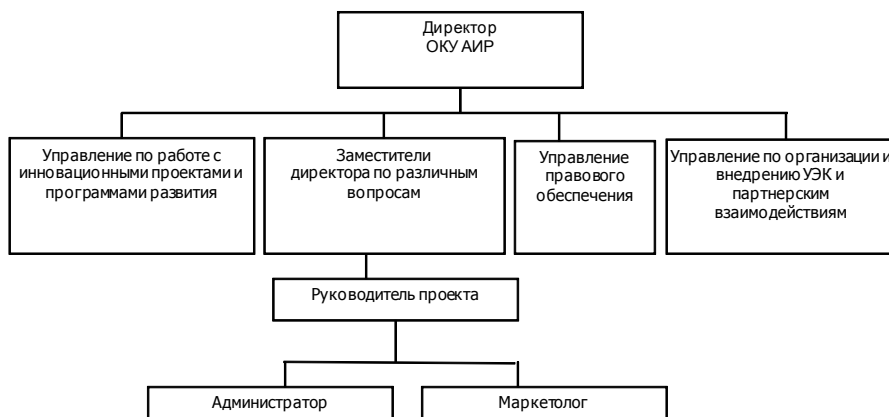 Директор
ОКУ АИР
Управление по работе с
инновационными проектами и
программами развития
Заместители
директора по различным
вопросам
Управление
правового
обеспечения
Управление по организации и
внедрению УЭК и
партнерским
взаимодействиям
Руководитель проекта
Администратор
Маркетолог